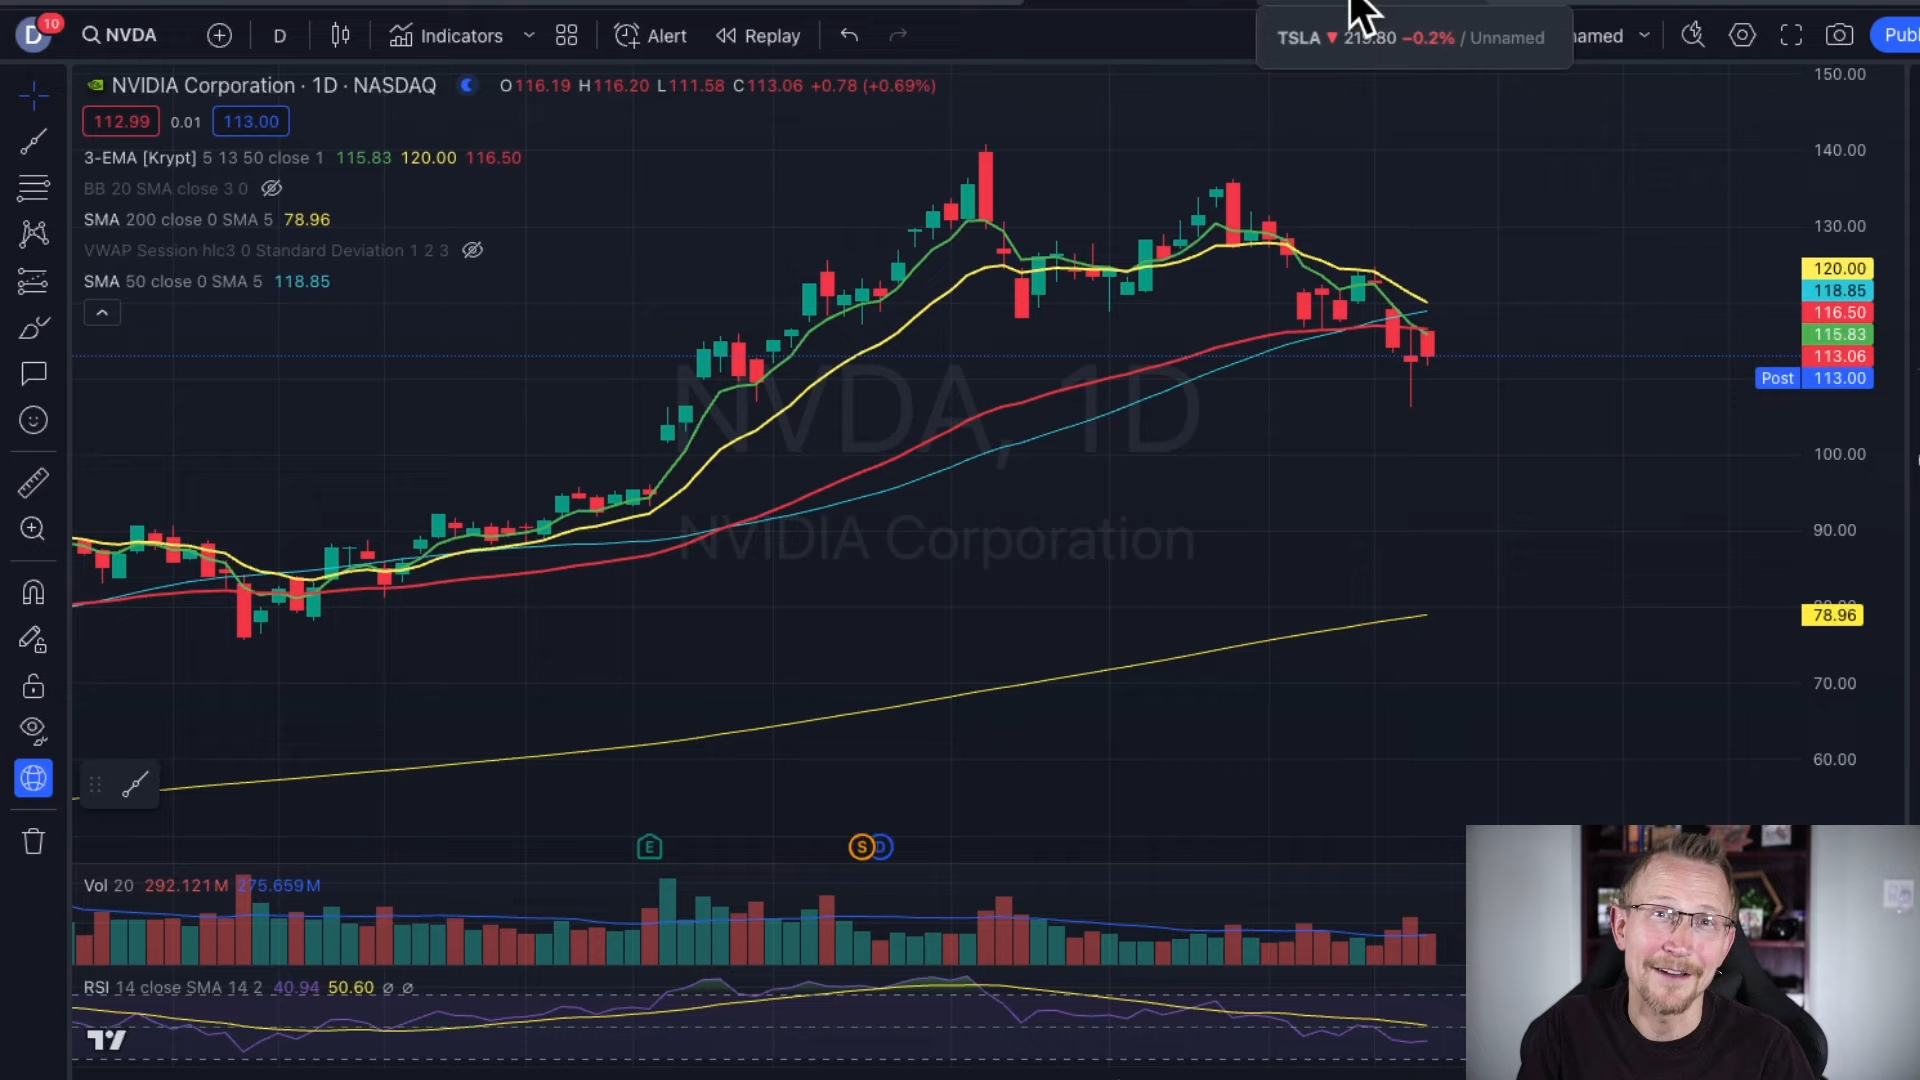 D 10 NVDA D Indicators Alert Replay TSLA 219.80 −0.2% / Unnamed named Publ
NVIDIA Corporation · 1D · NASDAQ O116.19 H116.20 L111.58 C113.06 +0.78 (+0.69%)
112.99 0.01 113.00
3-EMA [Krypt] 5 13 50 close 1 115.83 120.00 116.50
BB 20 SMA close 3 0
SMA 200 close 0 SMA 5 78.96
VWAP Session hlc3 0 Standard Deviation 1 2 3
SMA 50 close 0 SMA 5 118.85
150.00
140.00
130.00
120.00
118.85
116.50
115.83
113.06
Post 113.00
100.00
90.00
78.96
70.00
60.00
NVDA, 1D
NVIDIA Corporation
E S D
Vol 20 292.121M 275.659M
RSI 14 close SMA 14 2 40.94 50.60 ∅ ∅